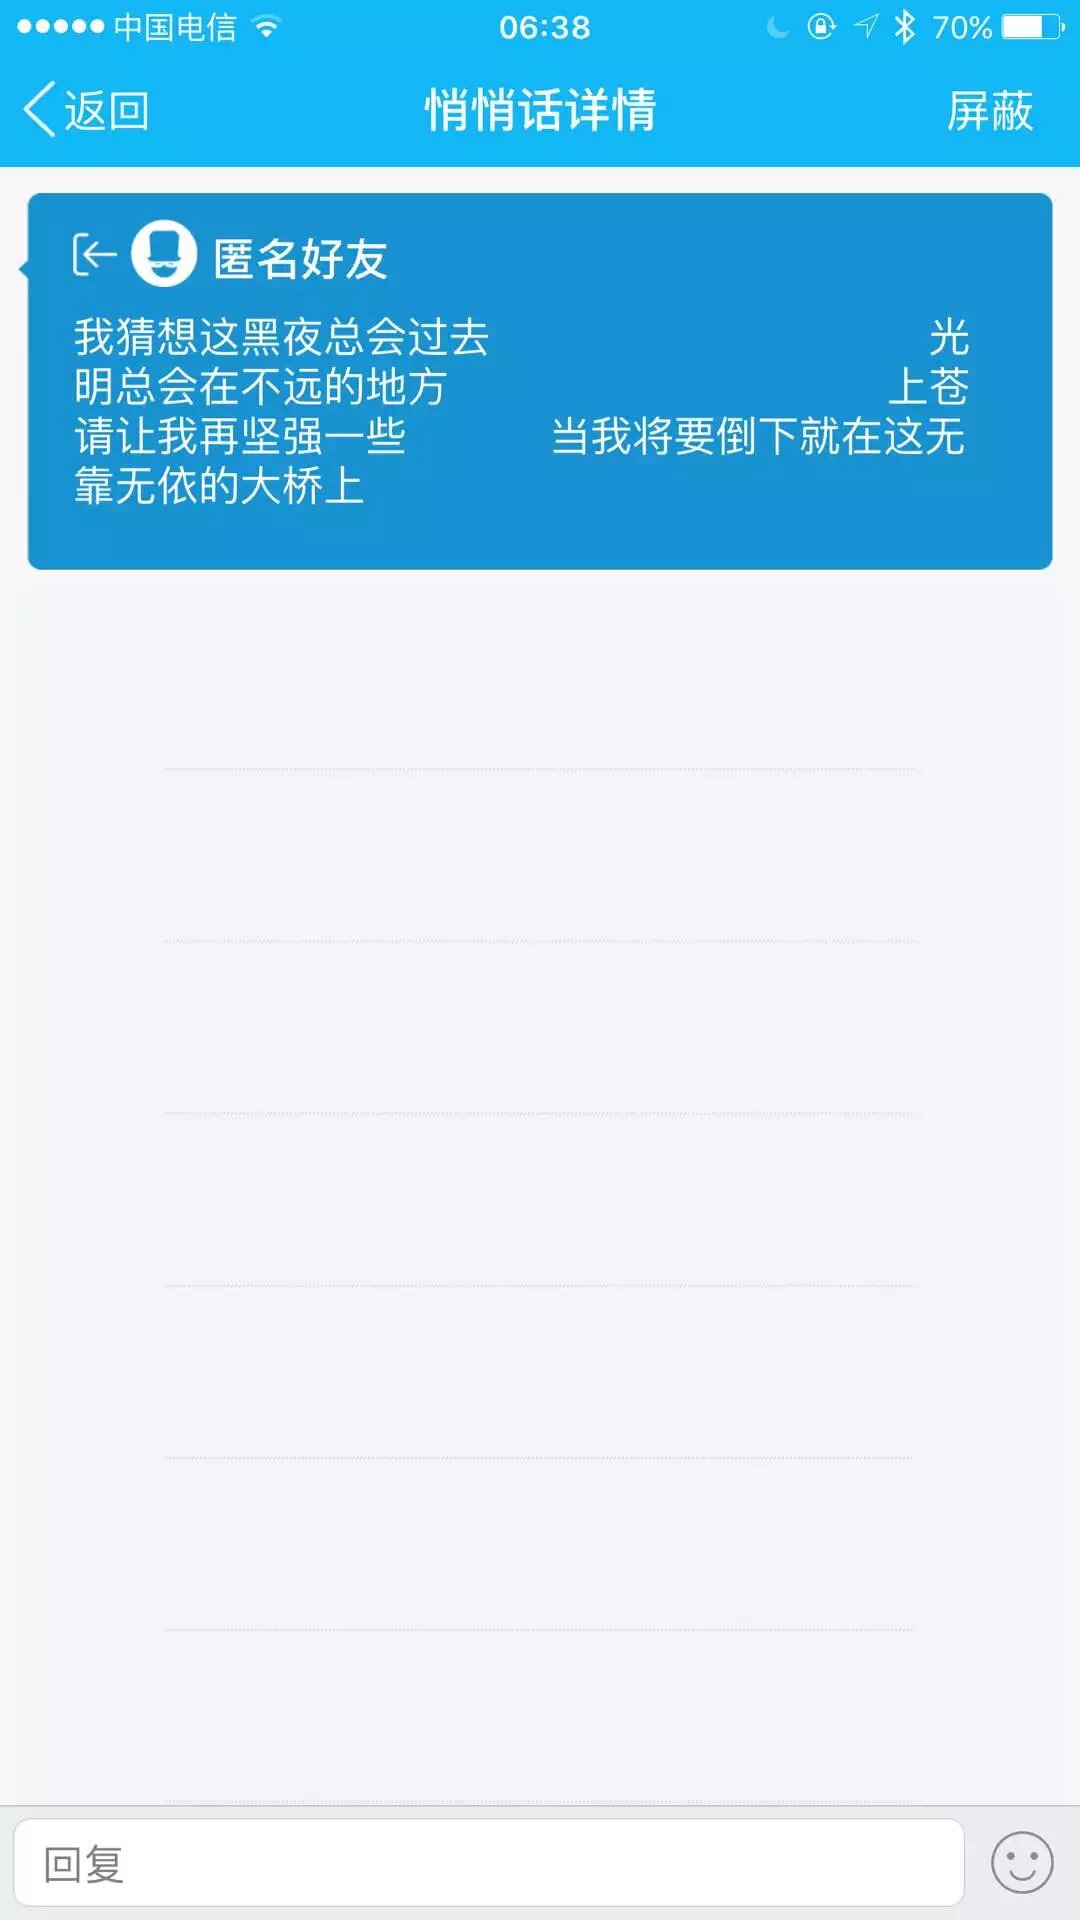 中国电信 06:38 70%
返回 悄悄话详情 屏蔽
匿名好友
我猜想这黑夜总会过去 光
明总会在不远的地方 上苍
请让我再坚强一些 当我将要倒下就在这无
靠无依的大桥上
回复